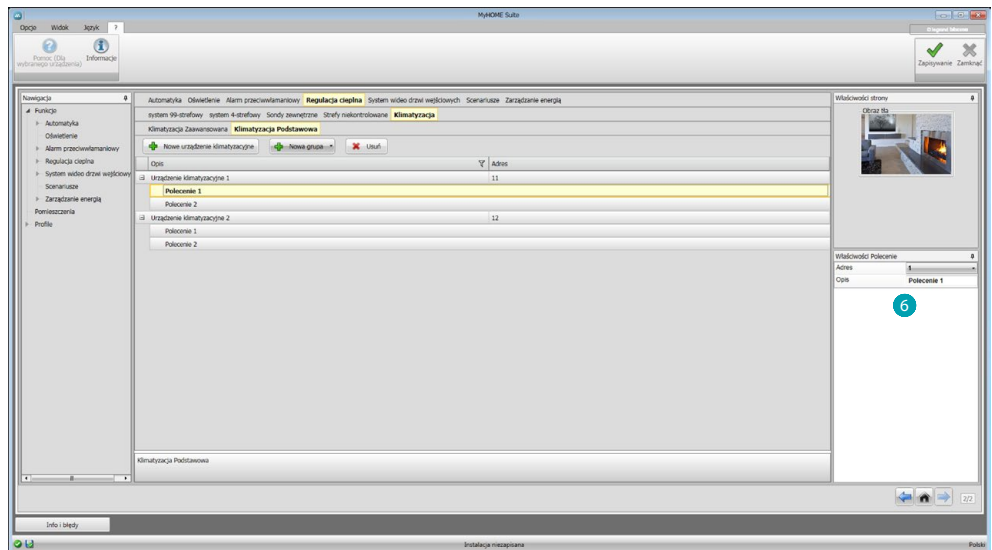 MyHOME Suite
Opcje Widok Język ?
Pomoc (Dla wybranego urządzenia) Informacje
Zapisywanie Zamknąć
Nawigacja
Funkcje
Automatyka
Oświetlenie
Alarm przeciwwłamaniowy
Regulacja cieplna
System wideo drzwi wejściowy
Scenariusze
Zarządzanie energią
Pomieszczenia
Profile
Automatyka Oświetlenie Alarm przeciwwłamaniowy Regulacja cieplna System wideo drzwi wejściowych Scenariusze Zarządzanie energią
system 99-strefowy system 4-strefowy Sondy zewnętrzne Strefy niekontrolowane Klimatyzacja
Klimatyzacja Zaawansowana Klimatyzacja Podstawowa
Nowe urządzenie klimatyzacyjne Nowa grupa Usuń
Opis Adres
Urządzenie klimatyzacyjne 1 11
Polecenie 1
Polecenie 2
Urządzenie klimatyzacyjne 2 12
Polecenie 1
Polecenie 2
Klimatyzacja Podstawowa
Właściwości strony
Obraz tła
Właściwości Polecenie
Adres 1
Opis Polecenie 1
6
2/2
Info i błędy
Instalacja niezapisana Polski